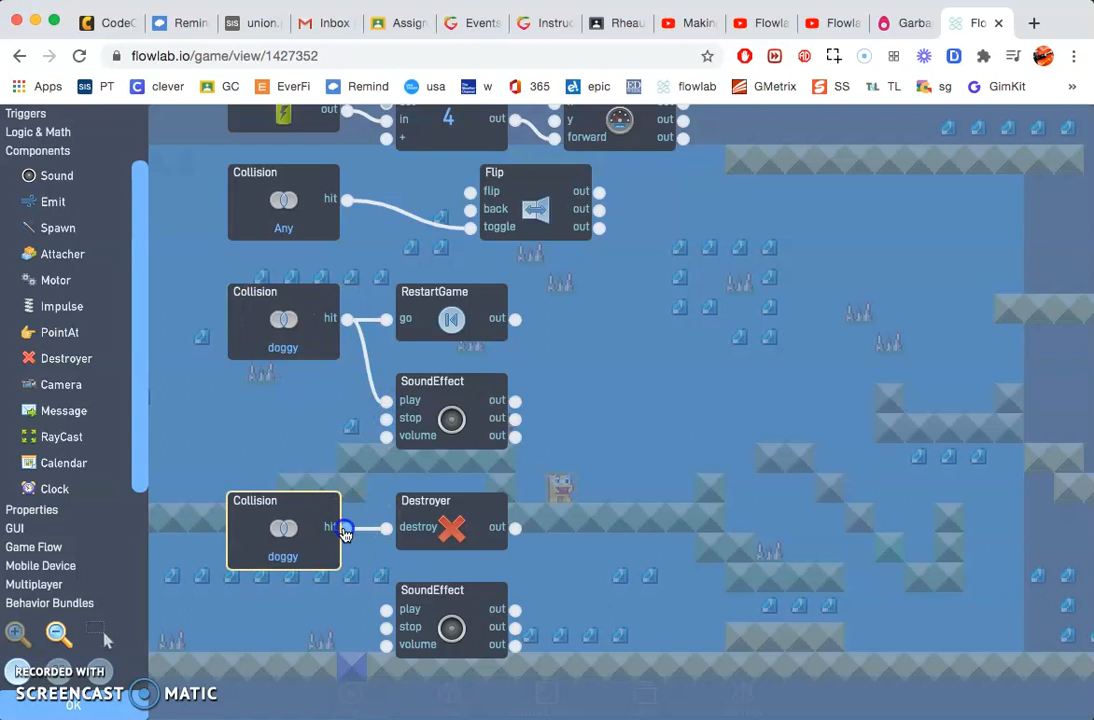 CodeC
Remin
SIS union.
Inbox (
Assign
Events
Instruc
Rheau
Makin
Flowla
Flowla
Garba
Flo
flowlab.io/game/view/1427352
Apps
SIS PT
clever
GC
EverFi
Remind
usa
w
365
epic
ED
flowlab
GMetrix
SS
TL
sg
GimKit
»
Triggers
Logic & Math
Components
Sound
Emit
Spawn
Attacher
Motor
Impulse
PointAt
Destroyer
Camera
Message
RayCast
Calendar
Clock
Properties
GUI
Game Flow
Mobile Device
Multiplayer
Behavior Bundles
OK
RECORDED WITH
SCREENCAST MATIC
out
in 4 out
+
y out
forward out
Collision
hit
Any
Flip
flip out
back out
toggle out
Collision
hit
doggy
RestartGame
go out
SoundEffect
play out
stop out
volume out
Collision
hit
doggy
Destroyer
destroy out
SoundEffect
play out
stop out
volume out